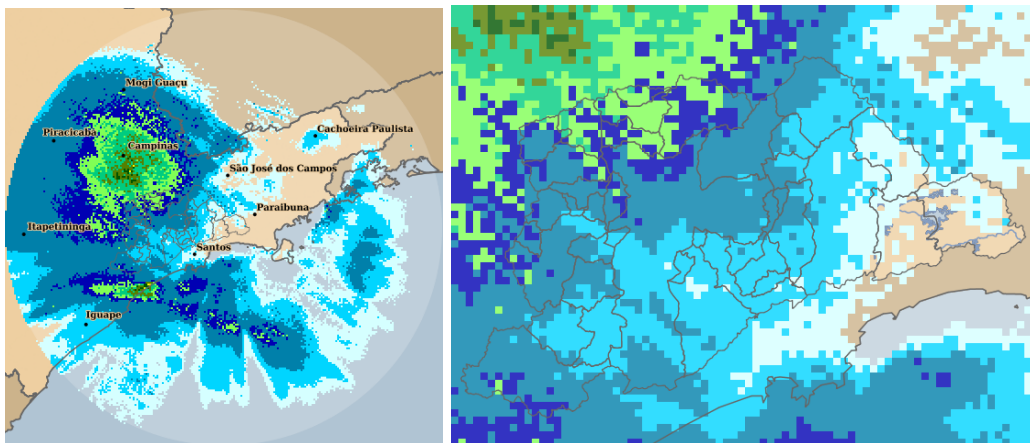 Mogi Guaçu
Piracicaba
Cachoeira Paulista
Campinas
São José dos Campos
Paraibuna
Itapetininga
Santos
Iguape